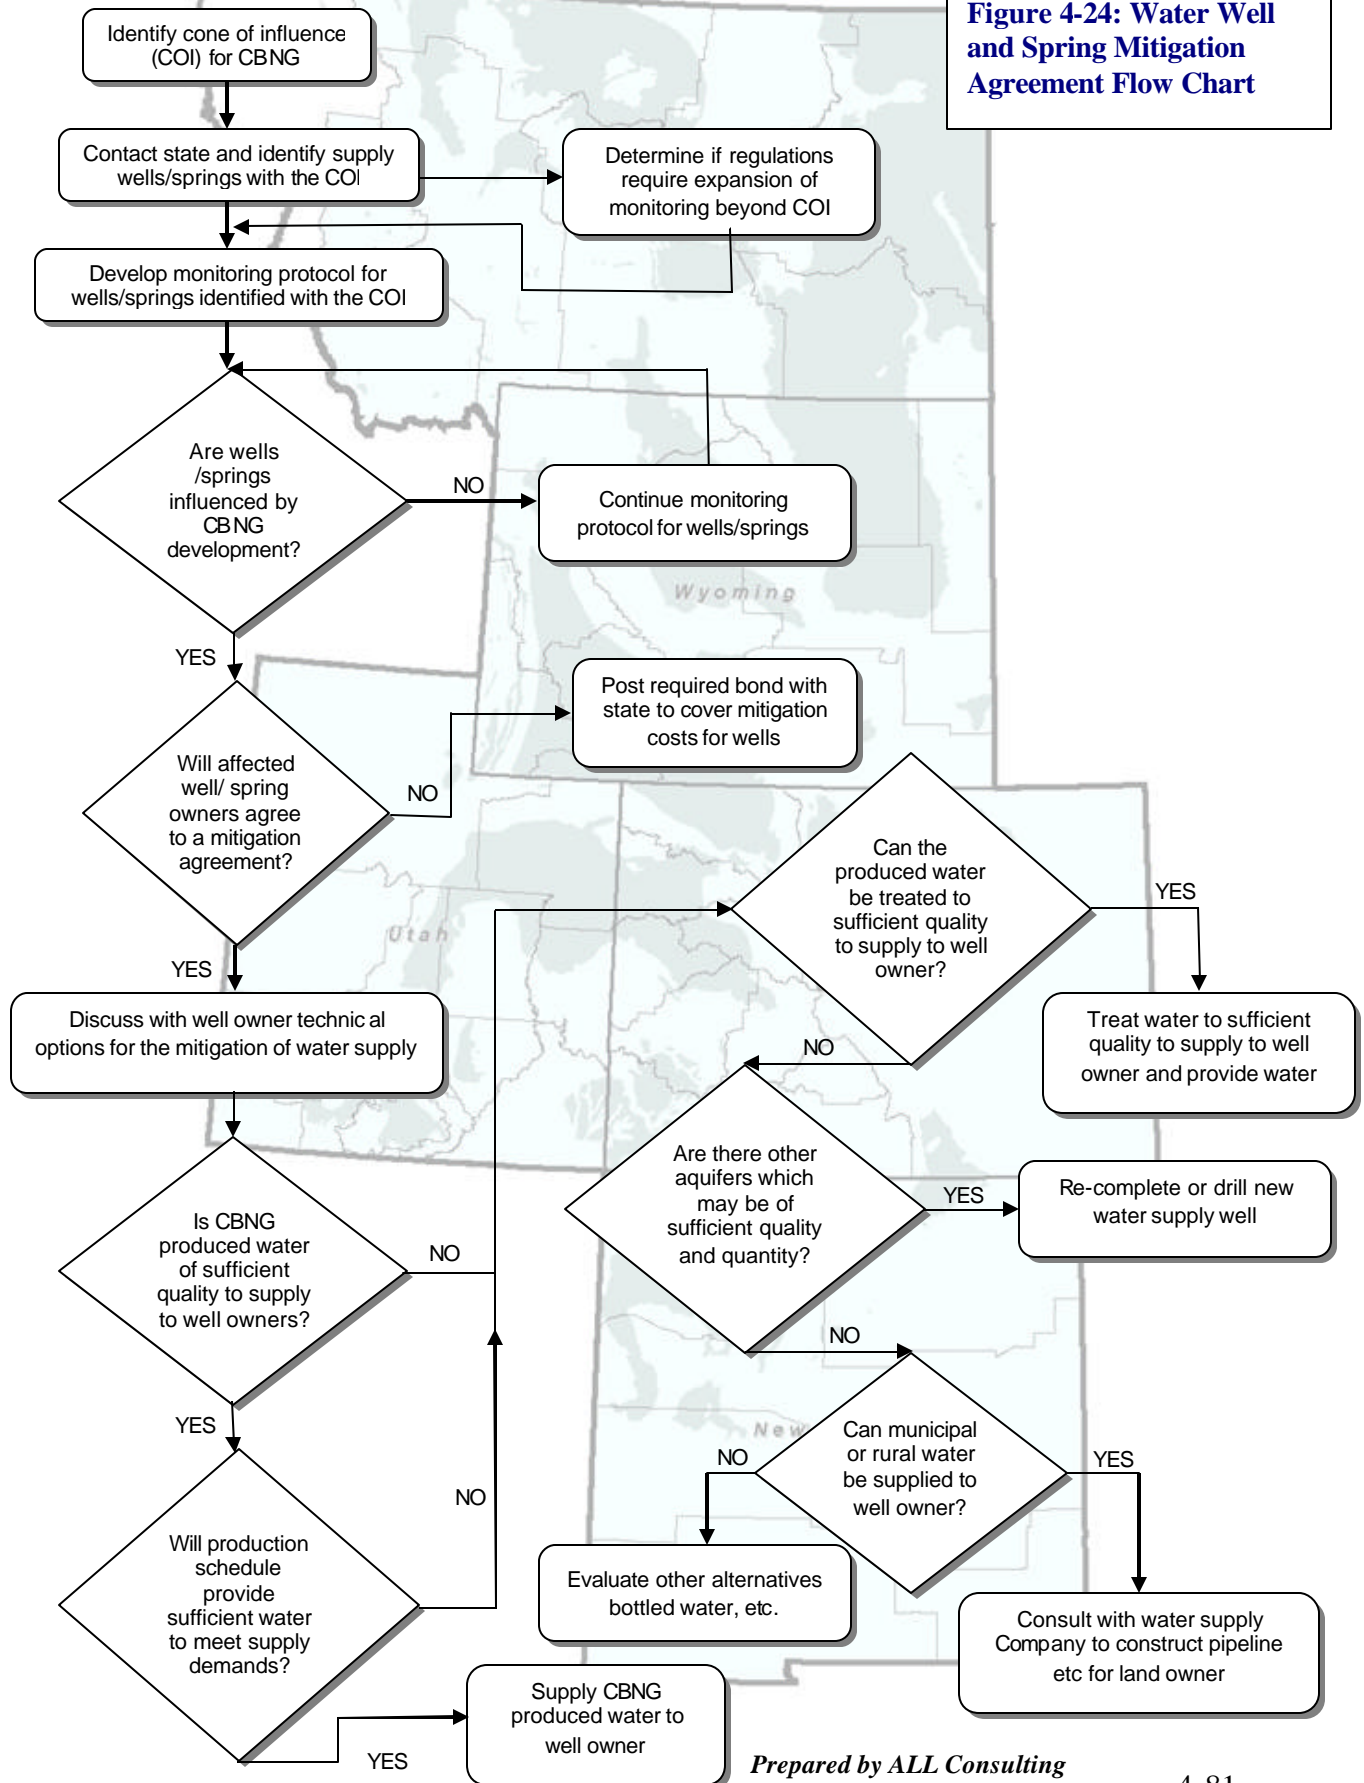 Figure 4-24: Water Well
and Spring Mitigation
Agreement Flow Chart
Identify cone of influence
(COI) for CBNG
Contact state and identify supply
wells/springs with the COI
Determine if regulations
require expansion of
monitoring beyond COI
Develop monitoring protocol for
wells/springs identified with the COI
Are wells
/springs
influenced by
CBNG
development?
NO
Continue monitoring
protocol for wells/springs
Wyoming
YES
Post required bond with
state to cover mitigation
costs for wells
Will affected
well/ spring
owners agree
to a mitigation
agreement?
NO
Can the
produced water
be treated to
sufficient quality
to supply to well
owner?
YES
Utah
YES
Discuss with well owner technical
options for the mitigation of water supply
Treat water to sufficient
quality to supply to well
owner and provide water
NO
Are there other
aquifers which
may be of
sufficient quality
and quantity?
YES
Re-complete or drill new
water supply well
Is CBNG
produced water
of sufficient
quality to supply
to well owners?
NO
NO
YES
New
Can municipal
or rural water
be supplied to
well owner?
NO
YES
NO
Will production
schedule
provide
sufficient water
to meet supply
demands?
Evaluate other alternatives
bottled water, etc.
Consult with water supply
Company to construct pipeline
etc for land owner
Supply CBNG
produced water to
well owner
YES
Prepared by ALL Consulting
4-81